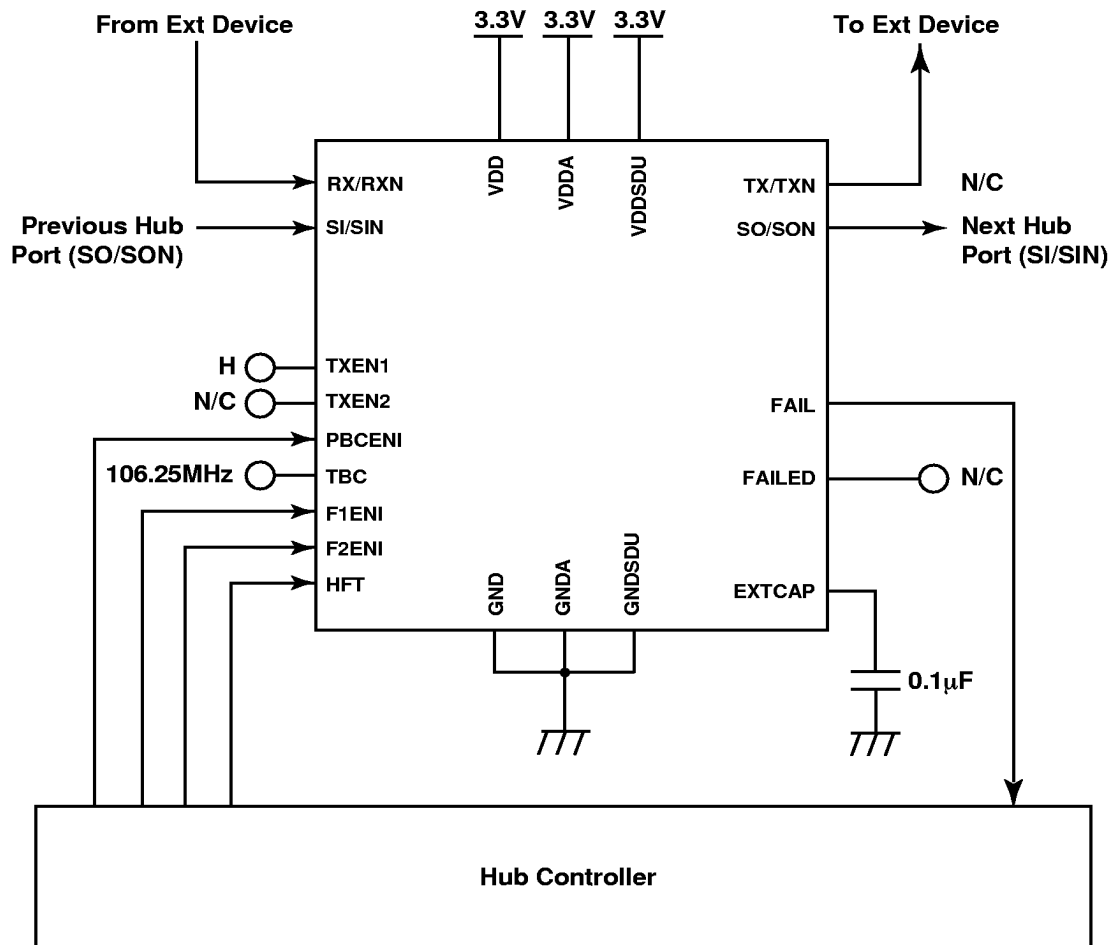 From Ext Device
3.3V 3.3V 3.3V
To Ext Device
VDD
VDDA
VDDSDU
RX/RXN
TX/TXN
N/C
Previous Hub
Port (SO/SON)
SI/SIN
SO/SON
Next Hub
Port (SI/SIN)
H
TXEN1
N/C
TXEN2
FAIL
PBCENI
106.25MHz
TBC
FAILED
N/C
F1ENI
F2ENI
HFT
GND
GNDA
GNDSDU
EXTCAP
0.1μF
Hub Controller